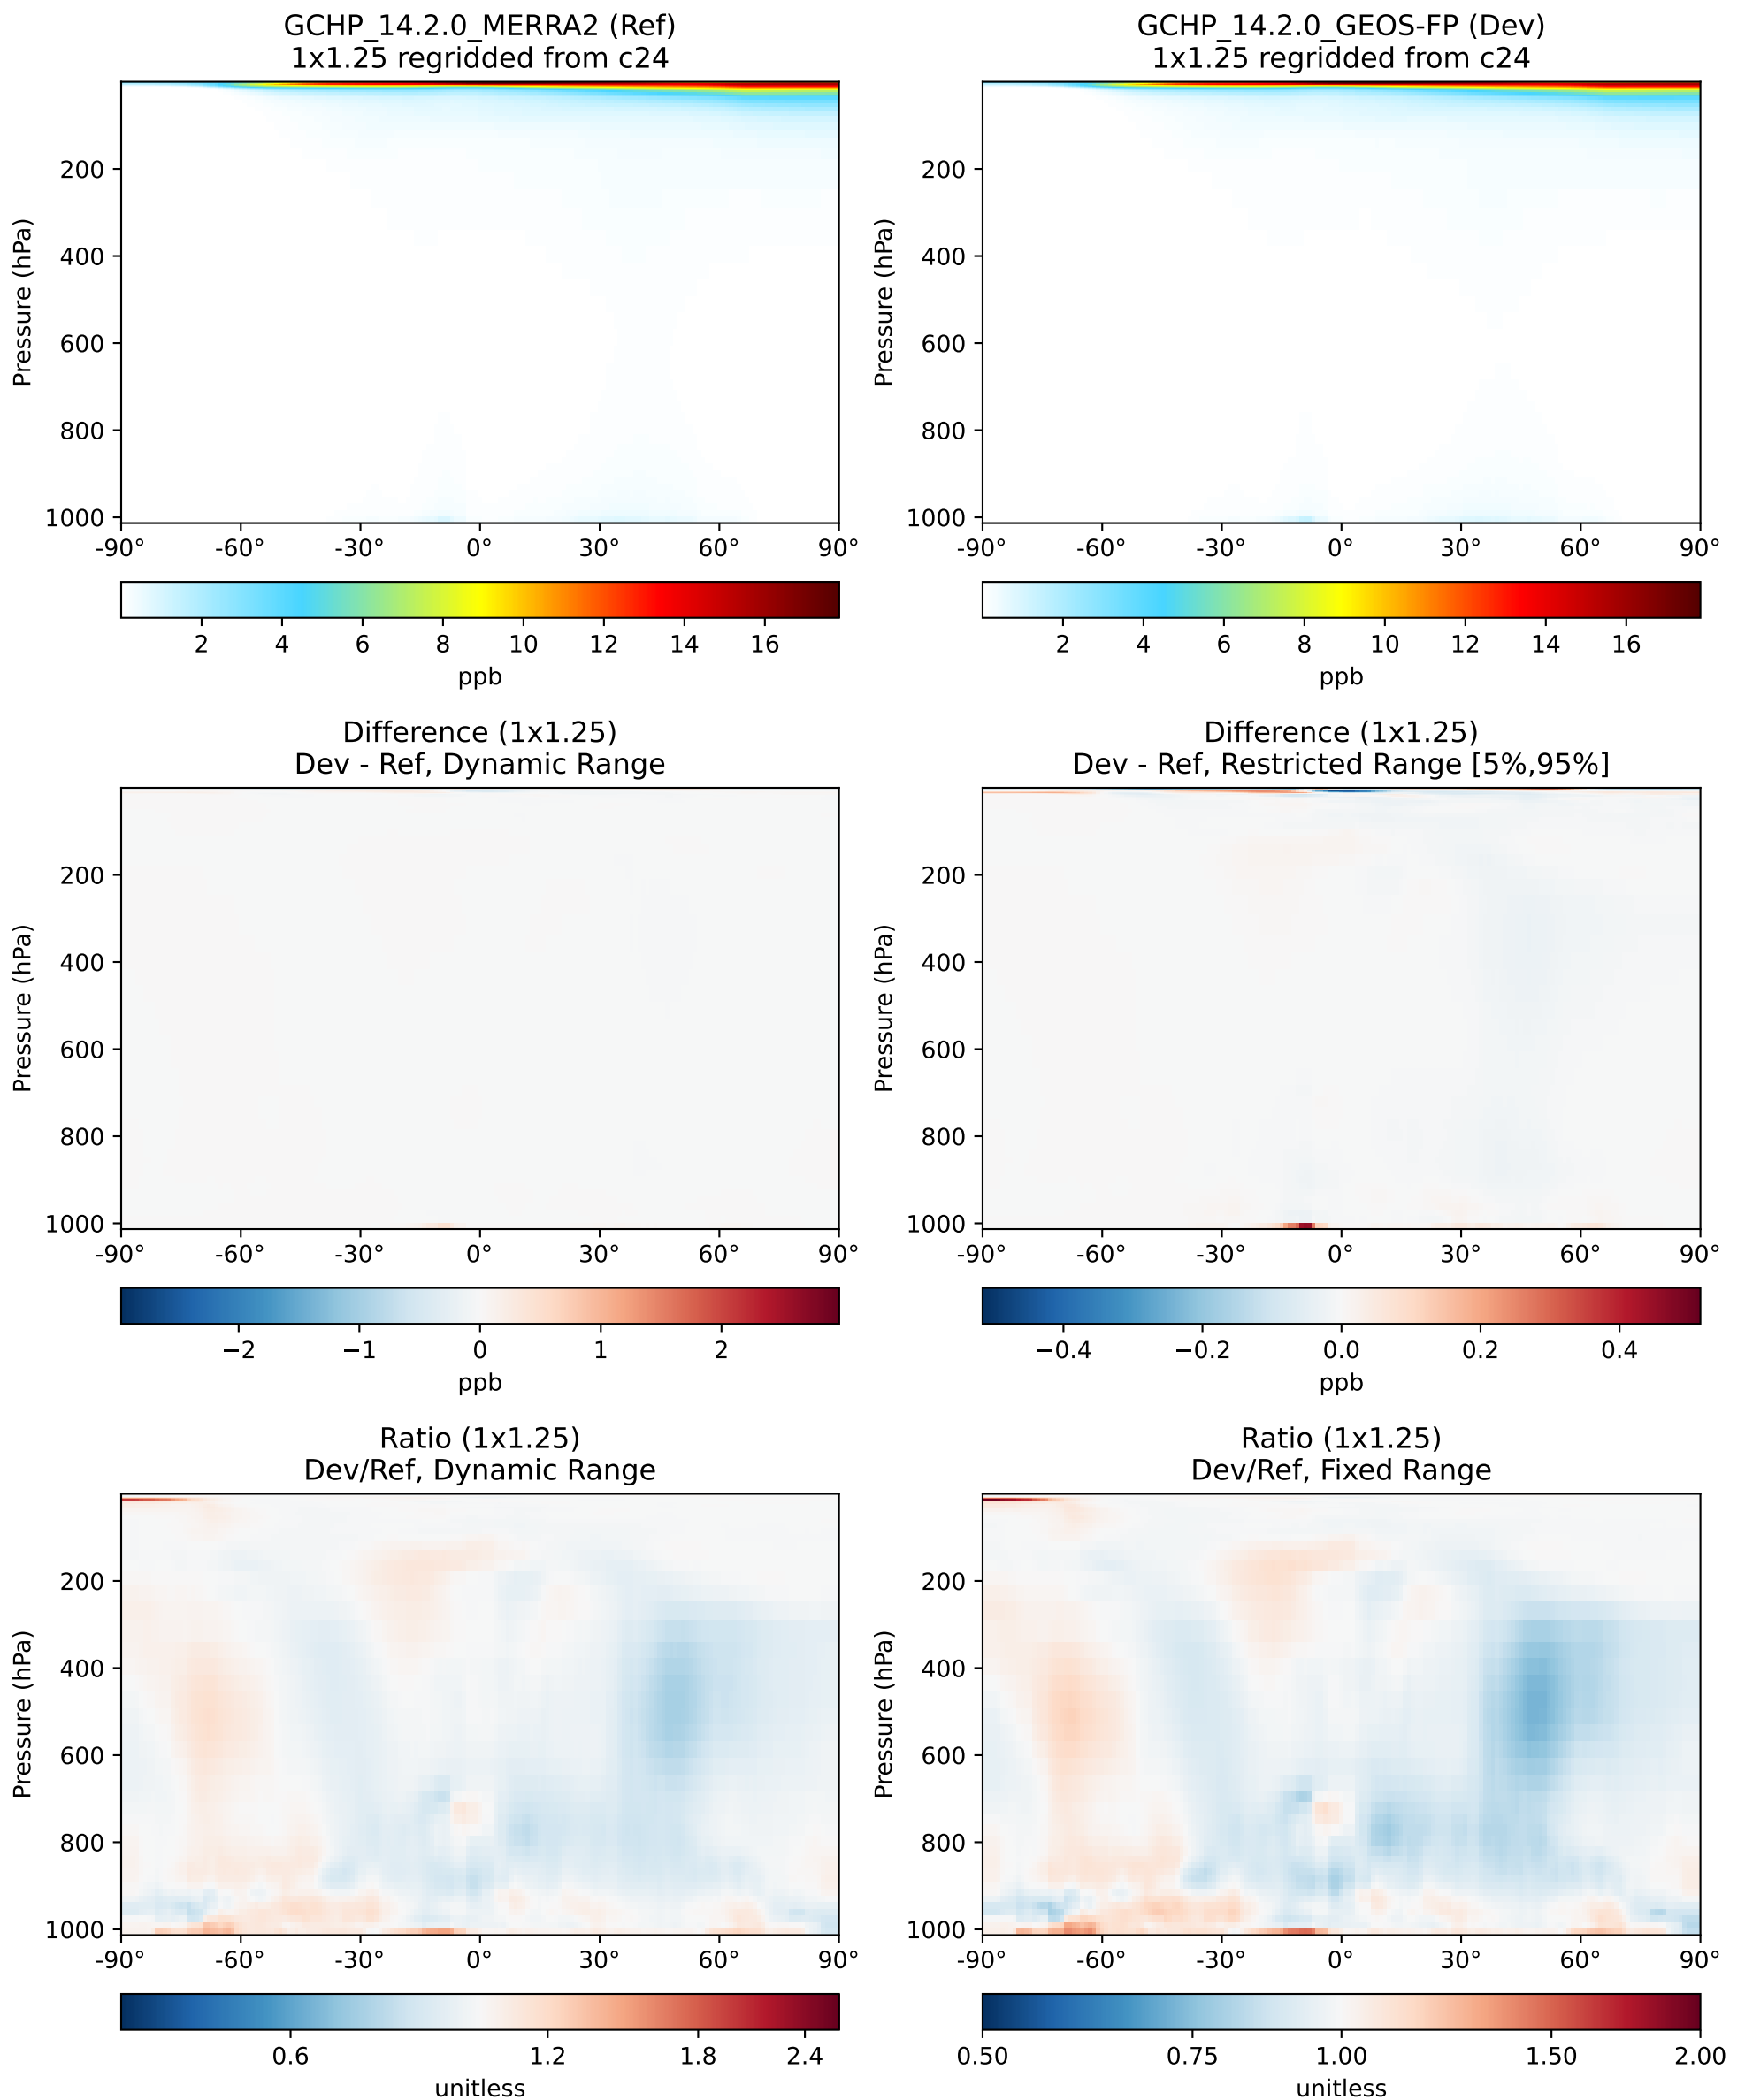 GCHP_14.2.0_MERRA2 (Ref)
1x1.25 regridded from c24
Pressure (hPa)
200
400
600
800
1000
-90° -60° -30° 0° 30° 60° 90°
2 4 6 8 10 12 14 16
ppb
GCHP_14.2.0_GEOS-FP (Dev)
1x1.25 regridded from c24
Pressure (hPa)
200
400
600
800
1000
-90° -60° -30° 0° 30° 60° 90°
2 4 6 8 10 12 14 16
ppb
Difference (1x1.25)
Dev - Ref, Dynamic Range
Pressure (hPa)
200
400
600
800
1000
-90° -60° -30° 0° 30° 60° 90°
−2 −1 0 1 2
ppb
Difference (1x1.25)
Dev - Ref, Restricted Range [5%,95%]
Pressure (hPa)
200
400
600
800
1000
-90° -60° -30° 0° 30° 60° 90°
−0.4 −0.2 0.0 0.2 0.4
ppb
Ratio (1x1.25)
Dev/Ref, Dynamic Range
Pressure (hPa)
200
400
600
800
1000
-90° -60° -30° 0° 30° 60° 90°
0.6 1.2 1.8 2.4
unitless
Ratio (1x1.25)
Dev/Ref, Fixed Range
Pressure (hPa)
200
400
600
800
1000
-90° -60° -30° 0° 30° 60° 90°
0.50 0.75 1.00 1.50 2.00
unitless